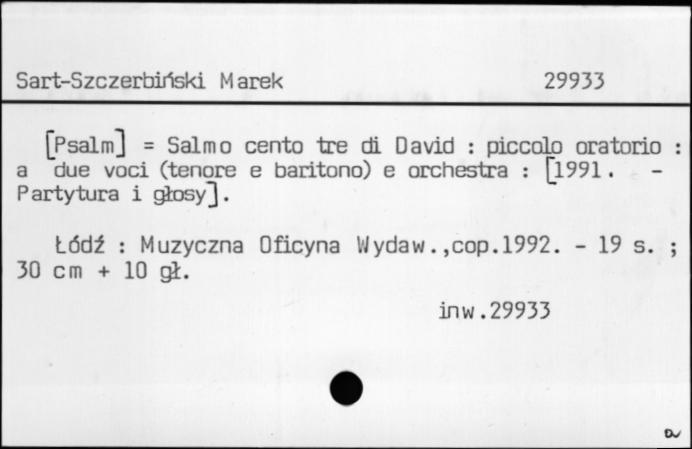 Sart-Szczerbiński Marek 29933
[Psalm] = Salmo cento tre di David : piccolo oratorio :
a due voci (tenore e baritono) e orchestra : [1991. -
Partytura i głosy].
Łódź : Muzyczna Oficyna Wydaw.,cop.1992. - 19 s. ;
30 cm + 10 gł.
inw.29933